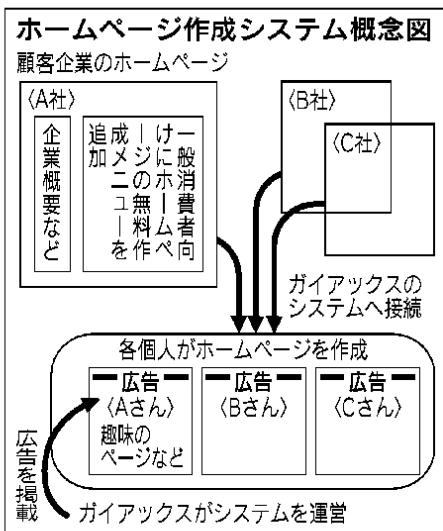 ホームページ作成システム概念図
顧客企業のホームページ
〈A社〉
企業概要など
一般消費者向
けにホームペ
ージの無料作
成メニューを
追加
〈B社〉
〈C社〉
ガイアックスの
システムへ接続
各個人がホームページを作成
広告
〈Aさん〉
趣味の
ページなど
広告
〈Bさん〉
広告
〈Cさん〉
広告を掲載
ガイアックスがシステムを運営